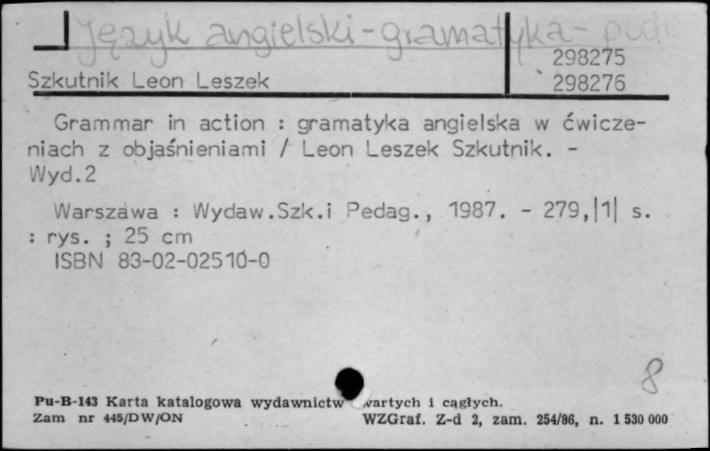 Język angielski - gramatyka -
298275
Szkutnik Leon Leszek 298276
Grammar in action : gramatyka angielska w ćwicze-
niach z objaśnieniami / Leon Leszek Szkutnik. -
Wyd.2
Warszawa : Wydaw.Szk.i Pedag., 1987. - 279,|1| s.
: rys. ; 25 cm
ISBN 83-02-02510-0
8
Pu-B-143 Karta katalogowa wydawnictw i ciągłych.
Zam nr 445/DW/ON WZGraf. Z-d 2, zam. 254/86, n. 1 530 000